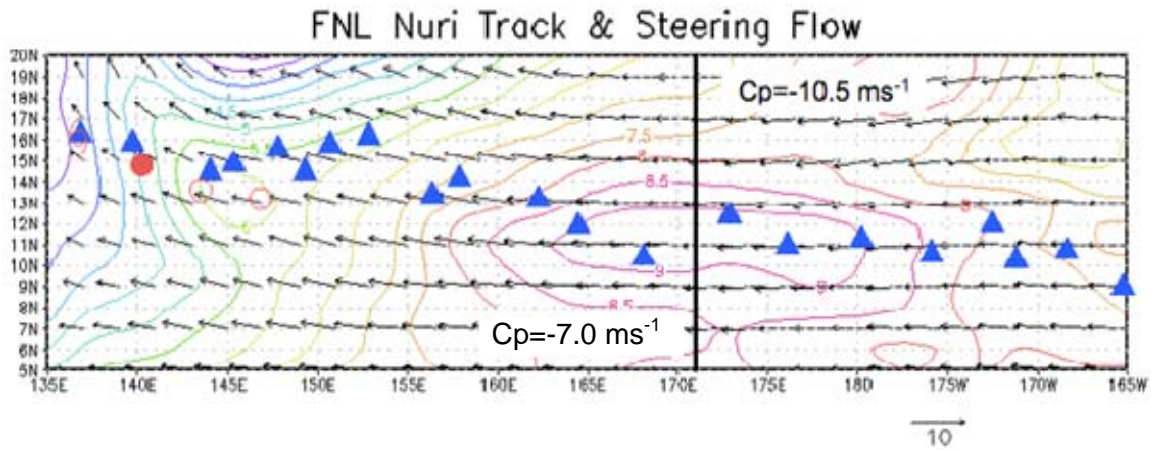 FNL Nuri Track & Steering Flow
20N
19N
18N
17N
16N
15N
14N
13N
12N
11N
10N
9N
8N
7N
6N
5N
Cp=-10.5 ms⁻¹
7.5
8.5
9
9
8.5
Cp=-7.0 ms⁻¹
135E 140E 145E 150E 155E 160E 165E 170E 175E 180 175W 170W 165W
10